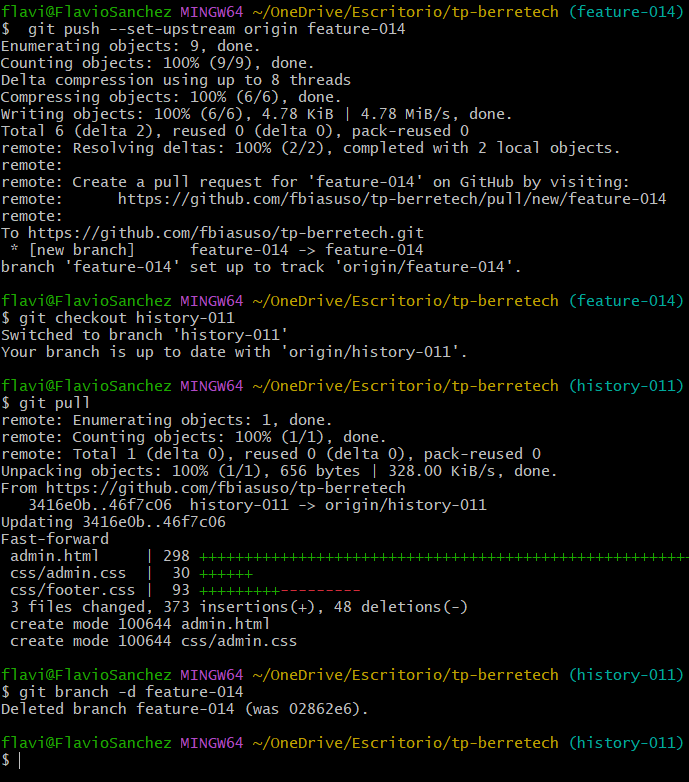 flavi@FlavioSanchez MINGW64 ~/OneDrive/Escritorio/tp-berretech (feature-014)
$  git push --set-upstream origin feature-014
Enumerating objects: 9, done.
Counting objects: 100% (9/9), done.
Delta compression using up to 8 threads
Compressing objects: 100% (6/6), done.
Writing objects: 100% (6/6), 4.78 KiB | 4.78 MiB/s, done.
Total 6 (delta 2), reused 0 (delta 0), pack-reused 0
remote: Resolving deltas: 100% (2/2), completed with 2 local objects.
remote:
remote: Create a pull request for 'feature-014' on GitHub by visiting:
remote:      https://github.com/fbiasuso/tp-berretech/pull/new/feature-014
remote:
To https://github.com/fbiasuso/tp-berretech.git
 * [new branch]      feature-014 -> feature-014
branch 'feature-014' set up to track 'origin/feature-014'.
flavi@FlavioSanchez MINGW64 ~/OneDrive/Escritorio/tp-berretech (feature-014)
$ git checkout history-011
Switched to branch 'history-011'
Your branch is up to date with 'origin/history-011'.
flavi@FlavioSanchez MINGW64 ~/OneDrive/Escritorio/tp-berretech (history-011)
$ git pull
remote: Enumerating objects: 1, done.
remote: Counting objects: 100% (1/1), done.
remote: Total 1 (delta 0), reused 0 (delta 0), pack-reused 0
Unpacking objects: 100% (1/1), 656 bytes | 328.00 KiB/s, done.
From https://github.com/fbiasuso/tp-berretech
   3416e0b..46f7c06  history-011 -> origin/history-011
Updating 3416e0b..46f7c06
Fast-forward
 admin.html     | 298 ++++++++++++++++++++++++++++++++++++++++++++++++++++++-
 css/admin.css  |  30 ++++++
 css/footer.css |  93 +++++++++---------
 3 files changed, 373 insertions(+), 48 deletions(-)
 create mode 100644 admin.html
 create mode 100644 css/admin.css
flavi@FlavioSanchez MINGW64 ~/OneDrive/Escritorio/tp-berretech (history-011)
$ git branch -d feature-014
Deleted branch feature-014 (was 02862e6).
flavi@FlavioSanchez MINGW64 ~/OneDrive/Escritorio/tp-berretech (history-011)
$